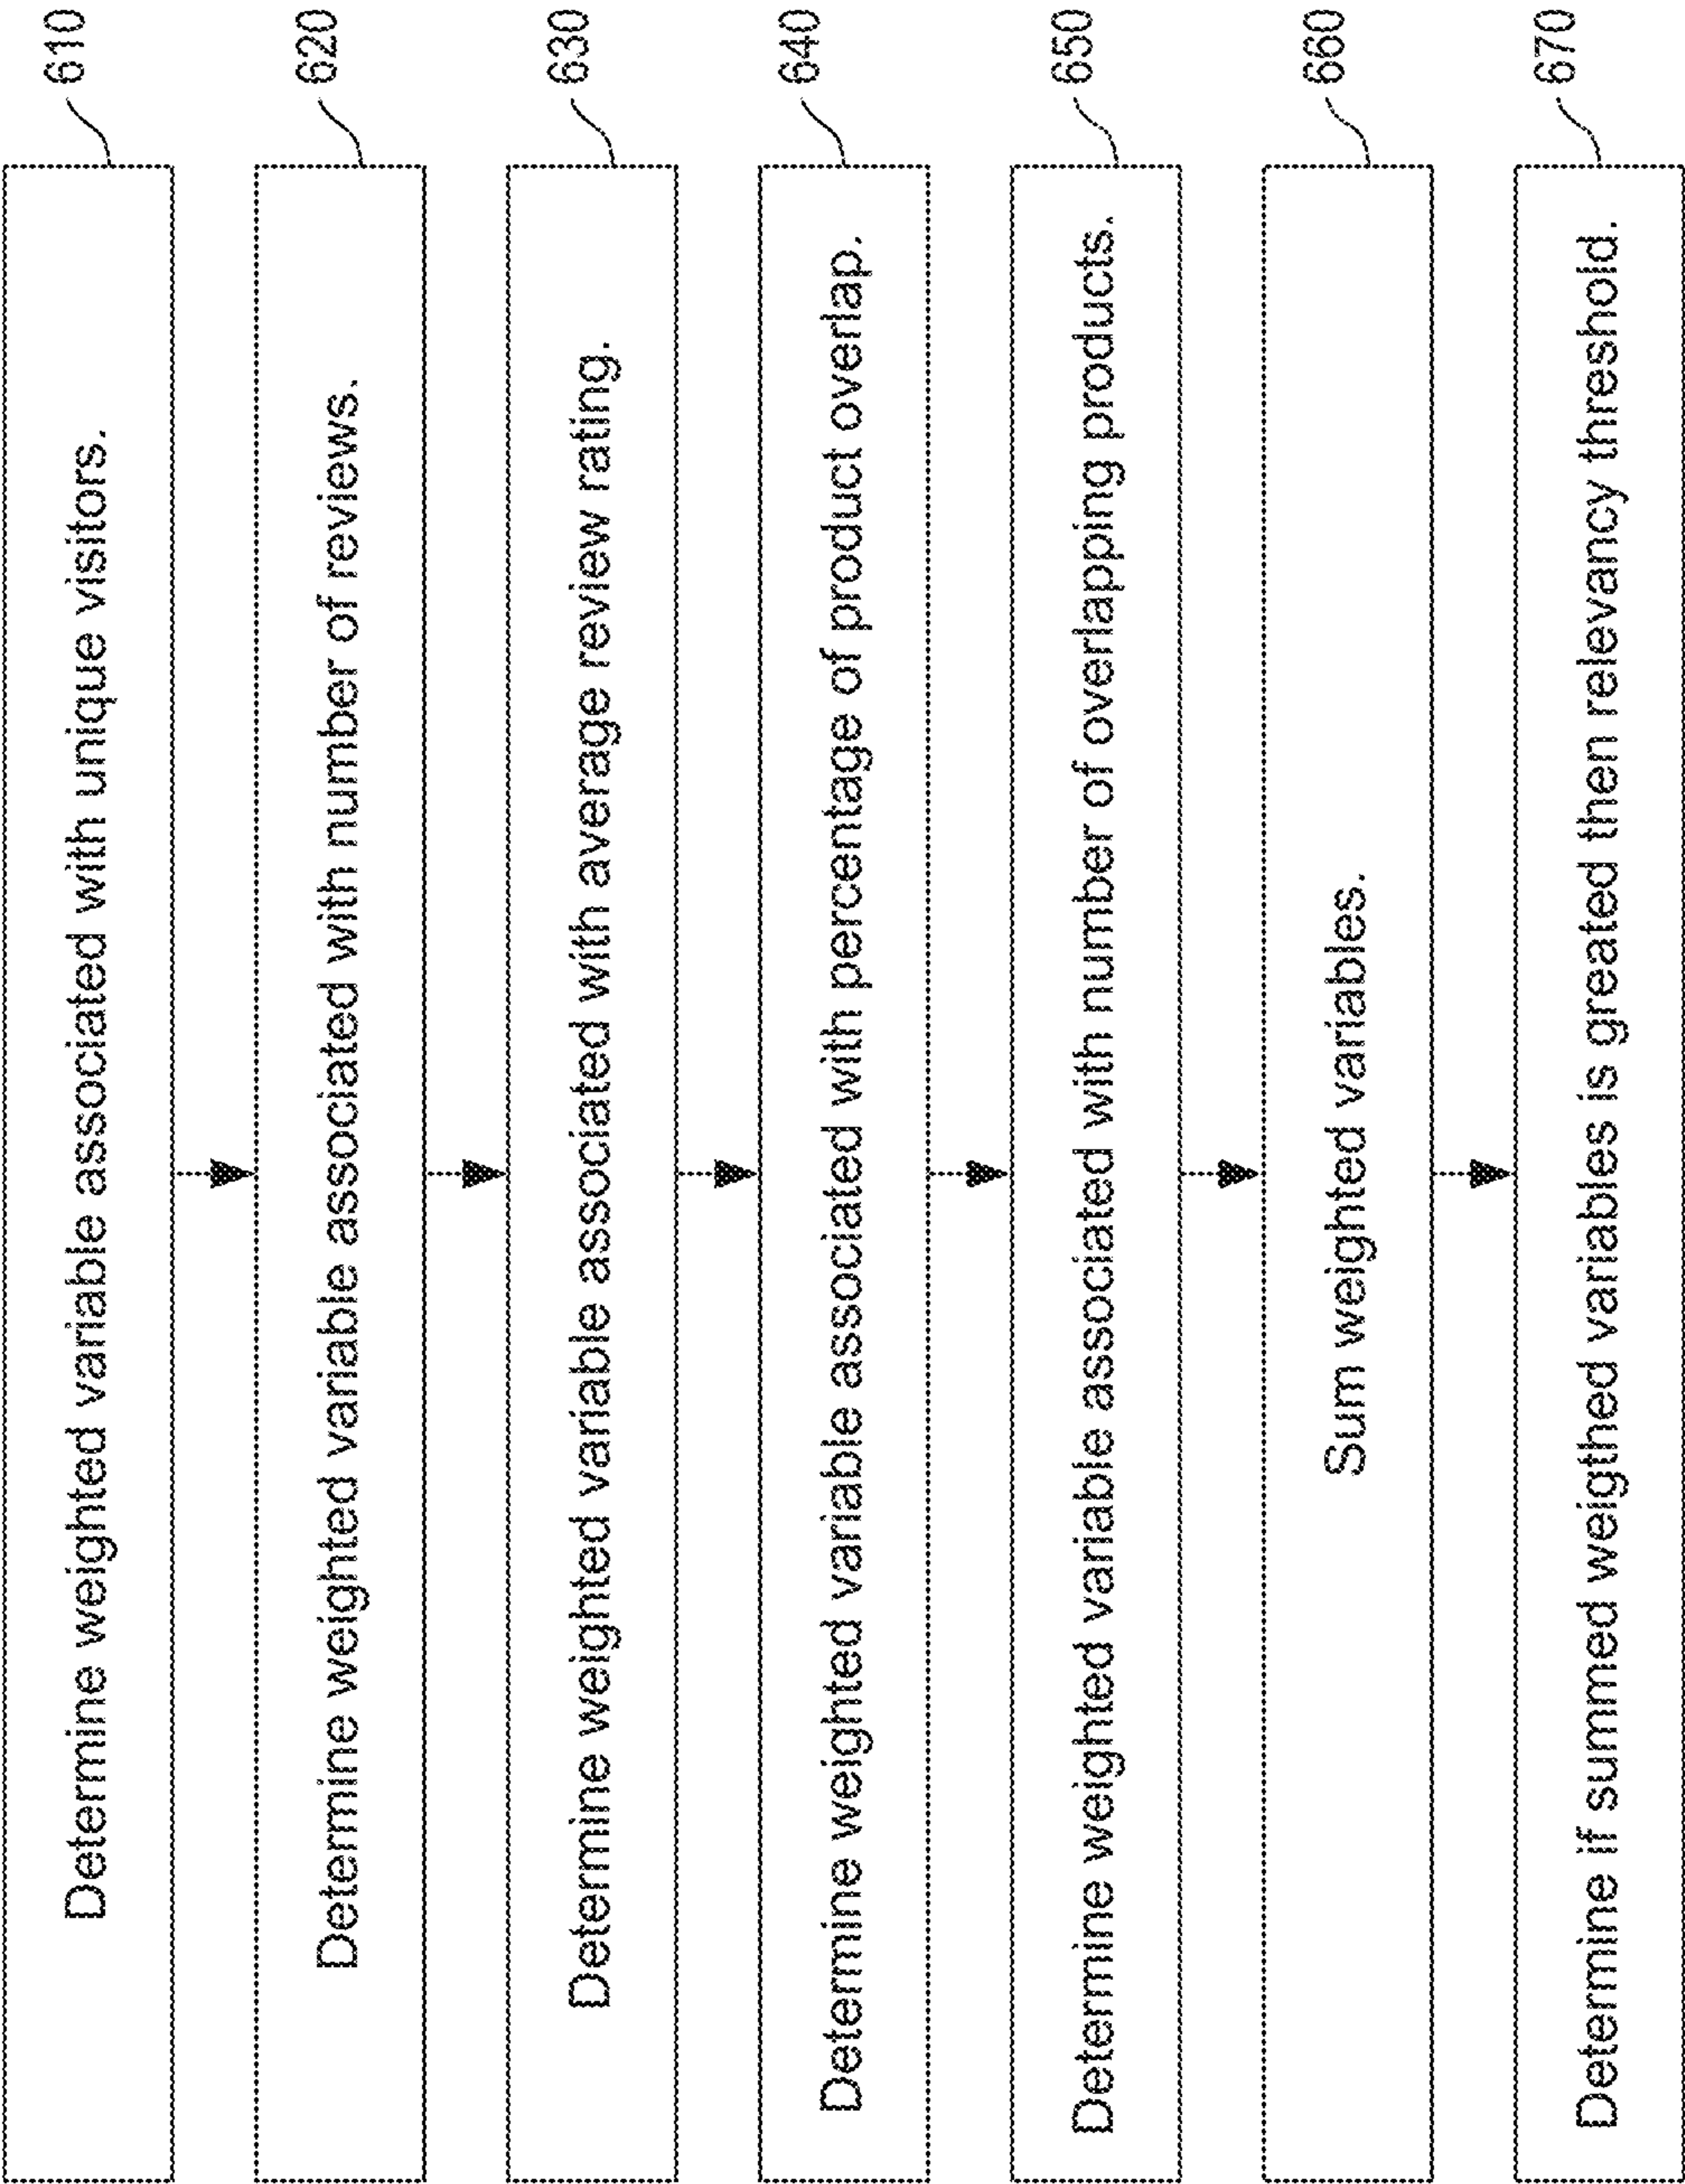 Determine weighted variable associated with unique visitors.
610
Determine weighted variable associated with number of reviews.
620
Determine weighted variable associated with average review rating.
630
Determine weighted variable associated with percentage of product overlap.
640
Determine weighted variable associated with number of overlapping products.
650
Sum weighted variables.
660
Determine if summed weigthed variables is greated then relevancy threshold.
670